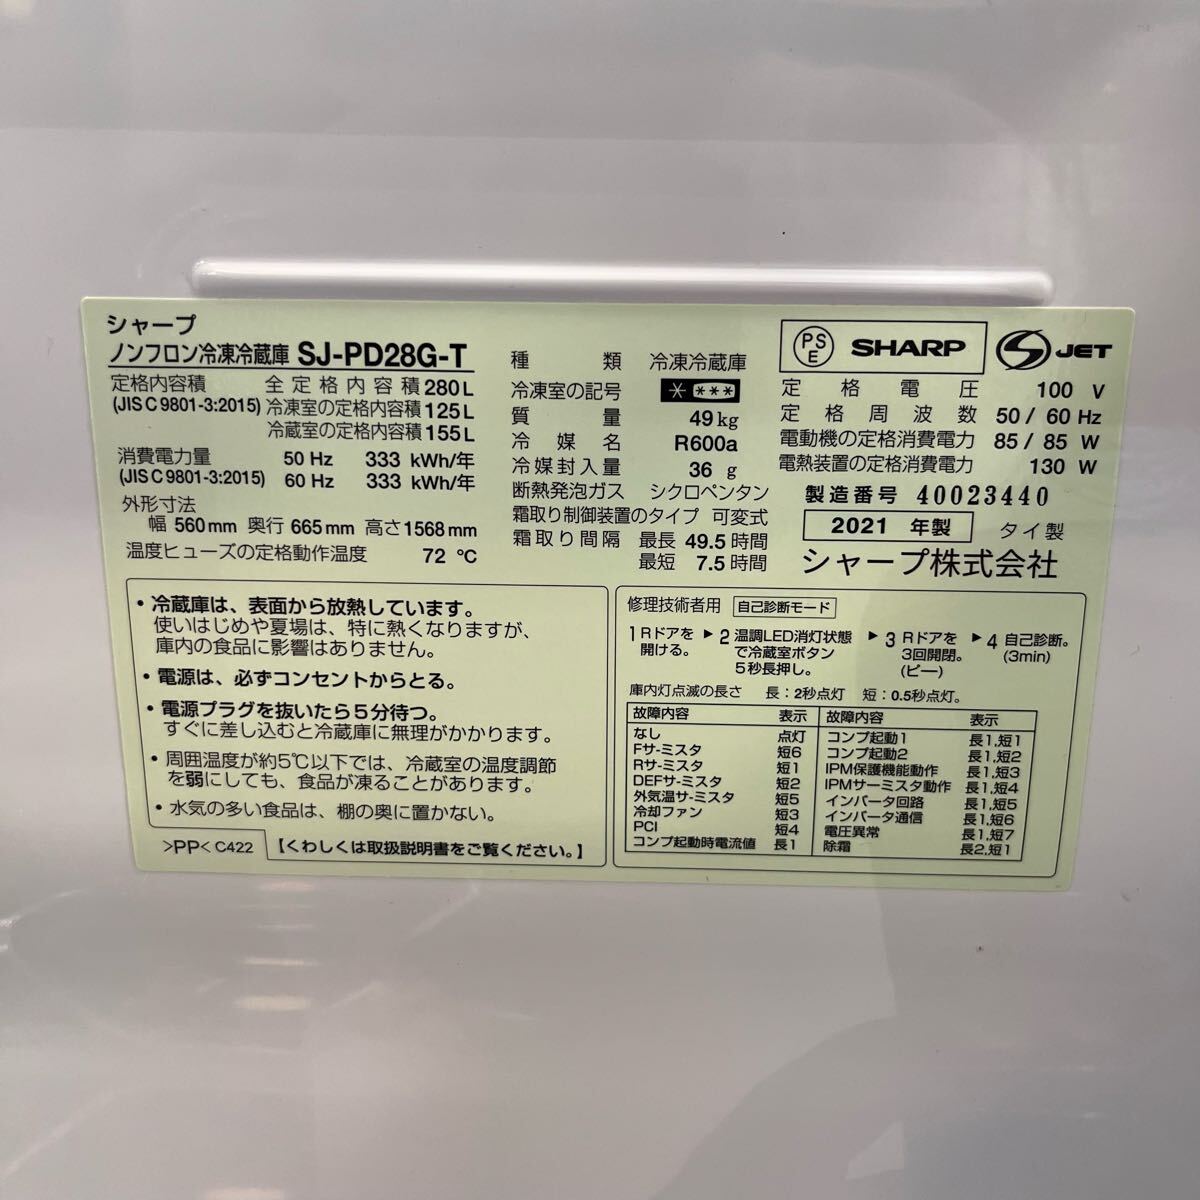 シャープ
ノンフロン冷凍冷蔵庫 SJ-PD28G-T
定格内容積 全定格内容積 280L
(JIS C 9801-3:2015) 冷凍室の定格内容積 125L
冷蔵室の定格内容積 155L
消費電力量 50 Hz 333 kWh/年
(JIS C 9801-3:2015) 60 Hz 333 kWh/年
外形寸法
幅 560mm 奥行 665mm 高さ1568mm
温度ヒューズの定格動作温度 72 ℃
種類 冷凍冷蔵庫
冷凍室の記号 * ***
質量 49kg
冷媒名 R600a
冷媒封入量 36 g
断熱発泡ガス シクロペンタン
霜取り制御装置のタイプ 可変式
霜取り間隔 最長 49.5時間
最短 7.5時間
PS E SHARP S JET
定格電圧 100 V
定格周波数 50/60 Hz
電動機の定格消費電力 85/85 W
電熱装置の定格消費電力 130 W
製造番号 40023440
2021 年製 タイ製
シャープ株式会社
・冷蔵庫は、表面から放熱しています。
使いはじめや夏場は、特に熱くなりますが、
庫内の食品に影響はありません。
・電源は、必ずコンセントからとる。
・電源プラグを抜いたら5分待つ。
すぐに差し込むと冷蔵庫に無理がかかります。
・周囲温度が約5℃以下では、冷蔵室の温度調節
を弱にしても、食品が凍ることがあります。
・水気の多い食品は、棚の奥に置かない。
>PP< C422 【くわしくは取扱説明書をご覧ください。】
修理技術者用 自己診断モード
1 Rドアを開ける。 ▶ 2 温調LED消灯状態で冷蔵室ボタン5秒長押し。 ▶ 3 Rドアを3回開閉。(ピー) ▶ 4 自己診断。(3min)
庫内灯点滅の長さ 長：2秒点灯 短：0.5秒点灯。
故障内容 表示 故障内容 表示
なし 点灯 コンプ起動1 長1,短1
Fサ-ミスタ 短6 コンプ起動2 長1,短2
Rサ-ミスタ 短1 IPM保護機能動作 長1,短3
DEFサ-ミスタ 短2 IPMサーミスタ動作 長1,短4
外気温サ-ミスタ 短5 インバータ回路 長1,短5
冷却ファン 短3 インバータ通信 長1,短6
PCI 短4 電圧異常 長1,短7
コンプ起動時電流値 長1 除霜 長2,短1